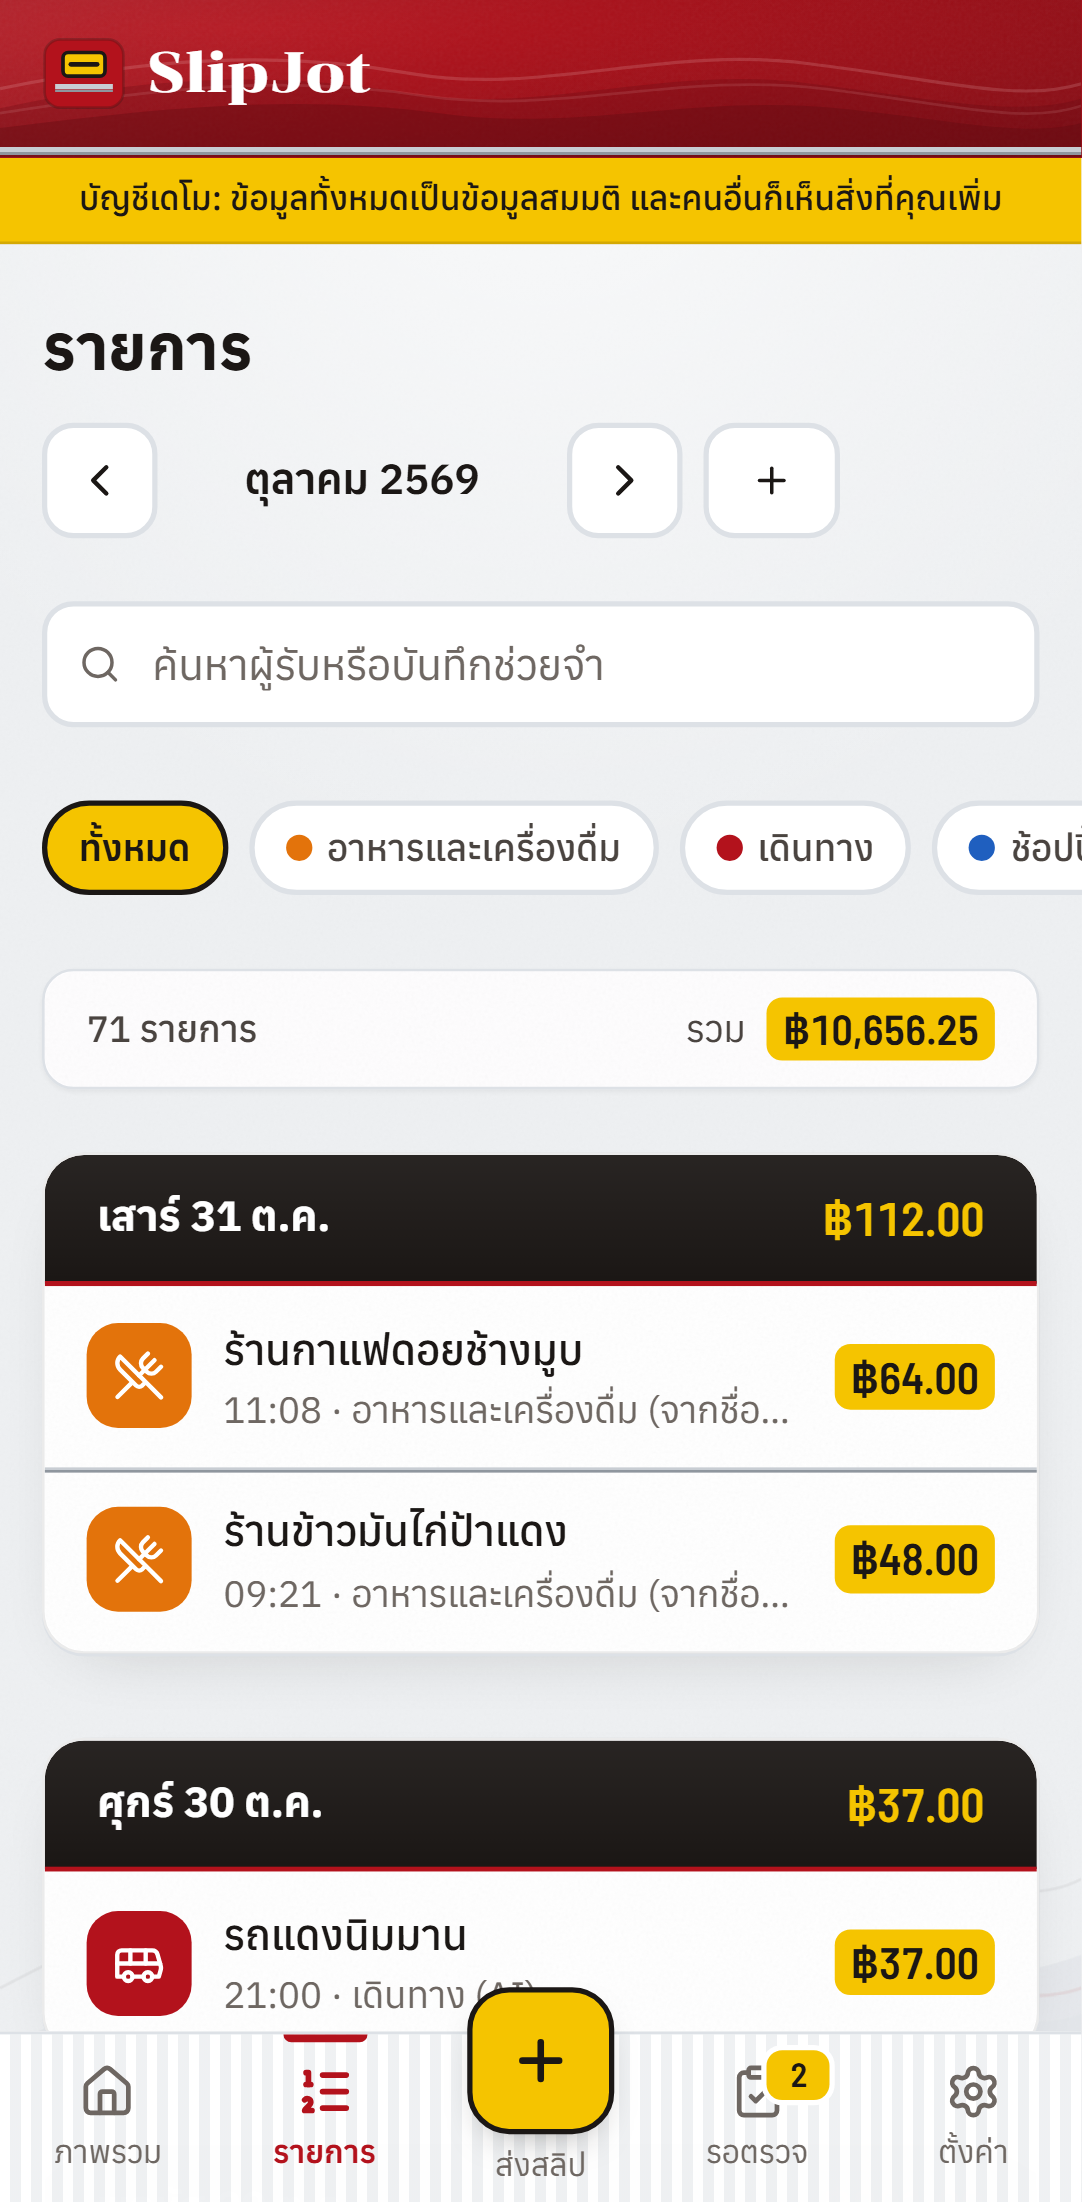 SlipJot
บัญชีเดโม: ข้อมูลทั้งหมดเป็นข้อมูลสมมติ และคนอื่นก็เห็นสิ่งที่คุณเพิ่ม
รายการ
ตุลาคม 2569
ค้นหาผู้รับหรือบันทึกช่วยจำ
ทั้งหมด อาหารและเครื่องดื่ม เดินทาง
71 รายการ รวม ฿10,656.25
เสาร์ 31 ต.ค. ฿112.00
ร้านกาแฟดอยช้างมูบ
11:08 · อาหารและเครื่องดื่ม (จากชื่อ... ฿64.00
ร้านข้าวมันไก่ป้าแดง
09:21 · อาหารและเครื่องดื่ม (จากชื่อ... ฿48.00
ศุกร์ 30 ต.ค. ฿37.00
รถแดงนิมมาน
21:00 · เดินทาง ฿37.00
2
ภาพรวม รายการ ส่งสลิป รอตรวจ ตั้งค่า